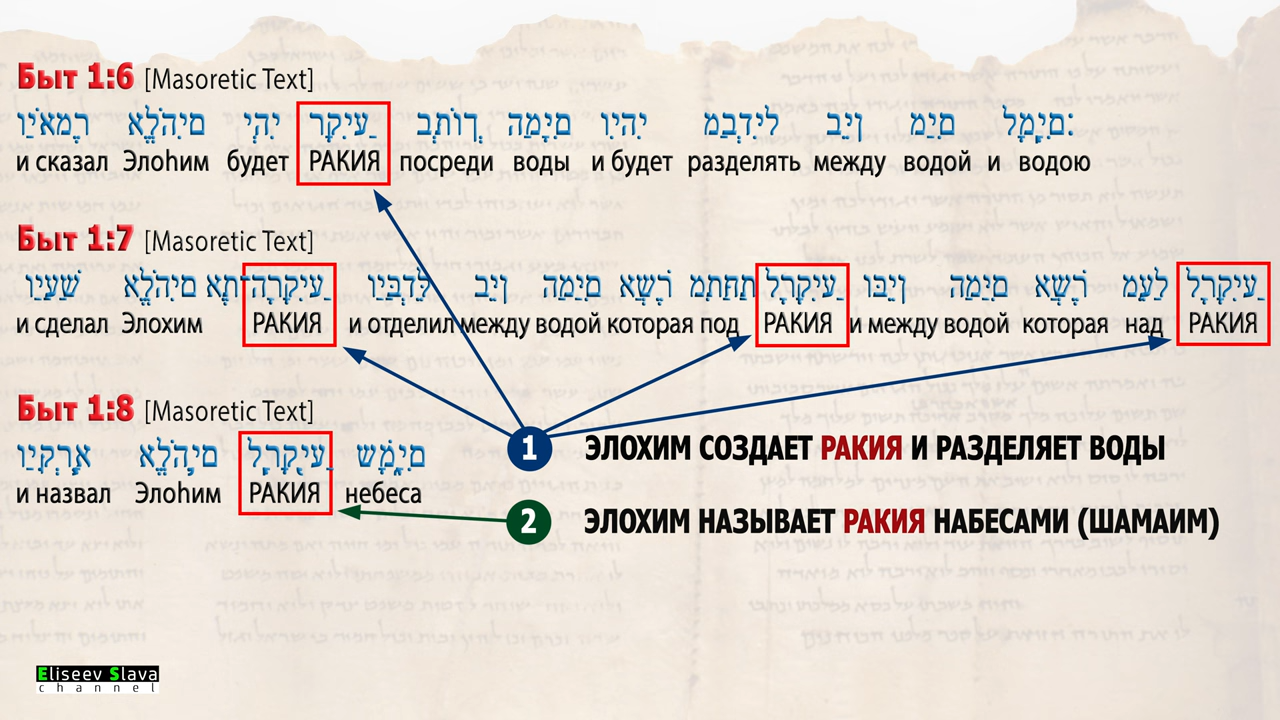 Быт 1:6 [Masoretic Text]
וַיֹּאמֶר אֱלֹהִים יְהִי רָקִיעַ בְּתוֹךְ הַמָּיִם וִיהִי מַבְדִּיל בֵּין מַיִם לָמָיִם׃
и сказал Элоhим будет РАКИЯ посреди воды и будет разделять между водой и водою
Быт 1:7 [Masoretic Text]
וַיַּעַשׂ אֱלֹהִים אֶת הָרָקִיעַ וַיַּבְדֵּל בֵּין הַמַּיִם אֲשֶׁר מִתַּחַת לָרָקִיעַ וּבֵין הַמַּיִם אֲשֶׁר מֵעַל לָרָקִיעַ
и сделал Элохим РАКИЯ и отделил между водой которая под РАКИЯ и между водой которая над РАКИЯ
Быт 1:8 [Masoretic Text]
וַיִּקְרָא אֱלֹהִים לָרָקִיעַ שָׁמָיִם
и назвал Элоhим РАКИЯ небеса
1 ЭЛОХИМ СОЗДАЕТ РАКИЯ И РАЗДЕЛЯЕТ ВОДЫ
2 ЭЛОХИМ НАЗЫВАЕТ РАКИЯ НАБЕСАМИ (ШАМАИМ)
Eliseev Slava
channel